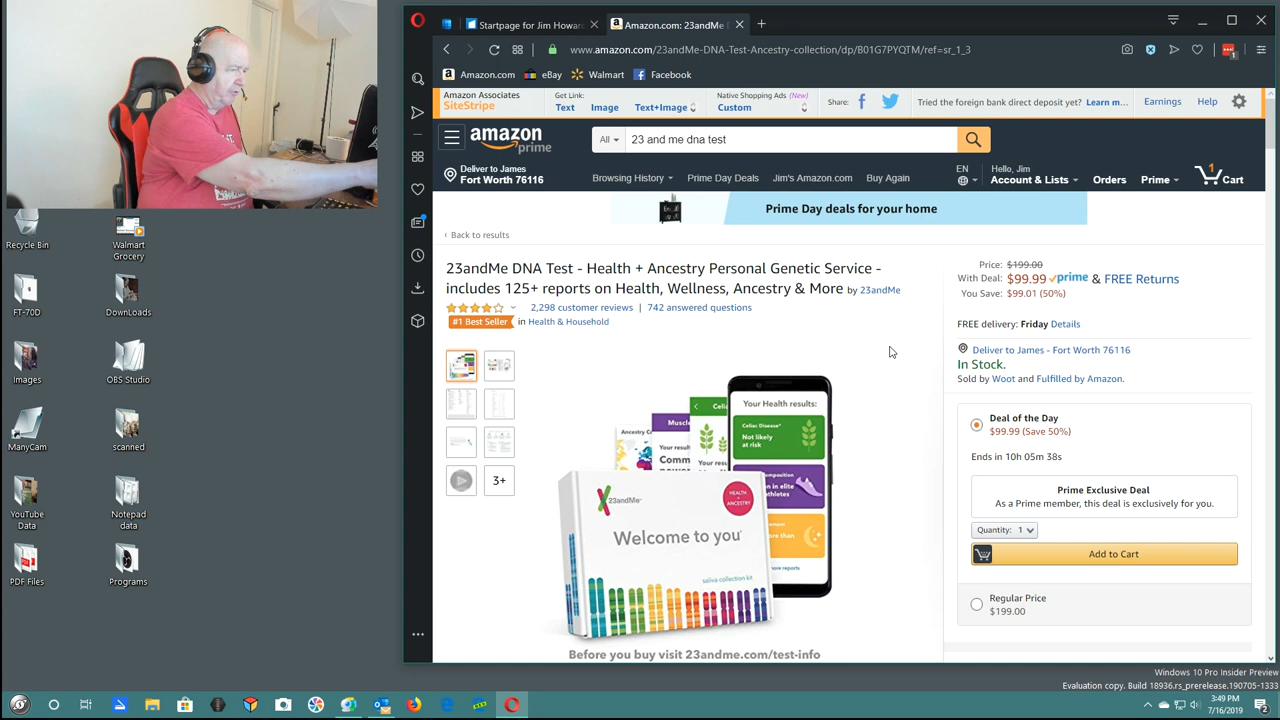 Startpage for Jim Howar
Amazon.com: 23andMe D
www.amazon.com/23andMe-DNA-Test-Ancestry-collection/dp/B01G7PYQTM/ref=sr_1_3
1
Amazon.com
eBay
Walmart
Facebook
Amazon Associates
SiteStripe
Get Link:
Text
Image
Text+Image
Native Shopping Ads (New)
Custom
Share:
Tried the foreign bank direct deposit yet? Learn m...
Earnings
Help
amazon
prime
All
23 and me dna test
Deliver to James
Fort Worth 76116
Browsing History
Prime Day Deals
Jim's Amazon.com
Buy Again
EN
Hello, Jim
Account & Lists
Orders
Prime
1
Cart
Prime Day deals for your home
‹ Back to results
23andMe DNA Test - Health + Ancestry Personal Genetic Service -
includes 125+ reports on Health, Wellness, Ancestry & More by 23andMe
2,298 customer reviews | 742 answered questions
#1 Best Seller in Health & Household
3+
Your Health results:
Celiac Disease*
Not likely
at risk
23andMe
HEALTH +
ANCESTRY
Welcome to you
saliva collection kit
Before you buy visit 23andme.com/test-info
Price: $199.00
With Deal: $99.99 prime & FREE Returns
You Save: $99.01 (50%)
FREE delivery: Friday Details
Deliver to James - Fort Worth 76116
In Stock.
Sold by Woot and Fulfilled by Amazon.
Deal of the Day
$99.99 (Save 50%)
Ends in 10h 05m 38s
Prime Exclusive Deal
As a Prime member, this deal is exclusively for you.
Quantity: 1
Add to Cart
Regular Price
$199.00
Recycle Bin
Walmart
Grocery
FT-70D
DownLoads
Images
OBS Studio
ManyCam
scanned
YouTube
Data
Notepad
data
PDF Files
Programs
Windows 10 Pro Insider Preview
Evaluation copy. Build 18936.rs_prerelease.190705-1333
3:49 PM
7/16/2019
2